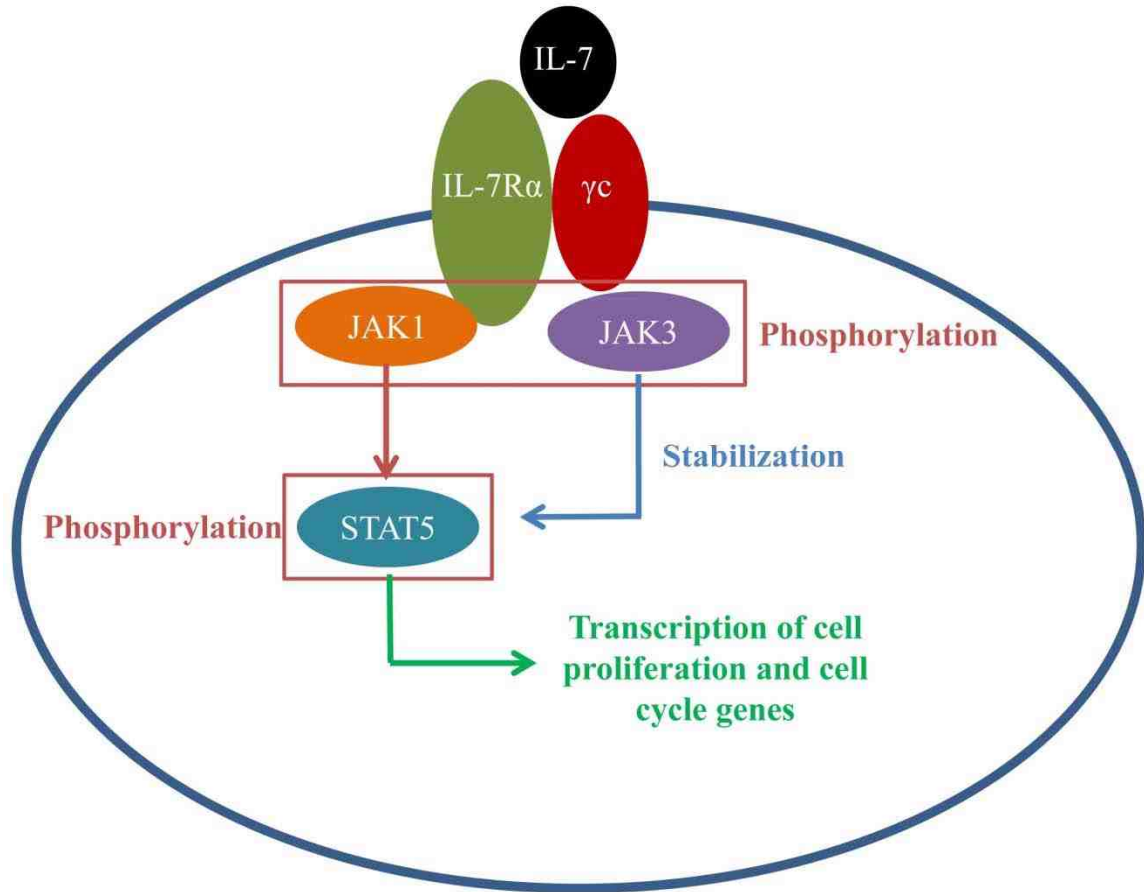 IL-7
IL-7Rα
γc
JAK1
JAK3
Phosphorylation
Stabilization
Phosphorylation
STAT5
Transcription of cell
proliferation and cell
cycle genes